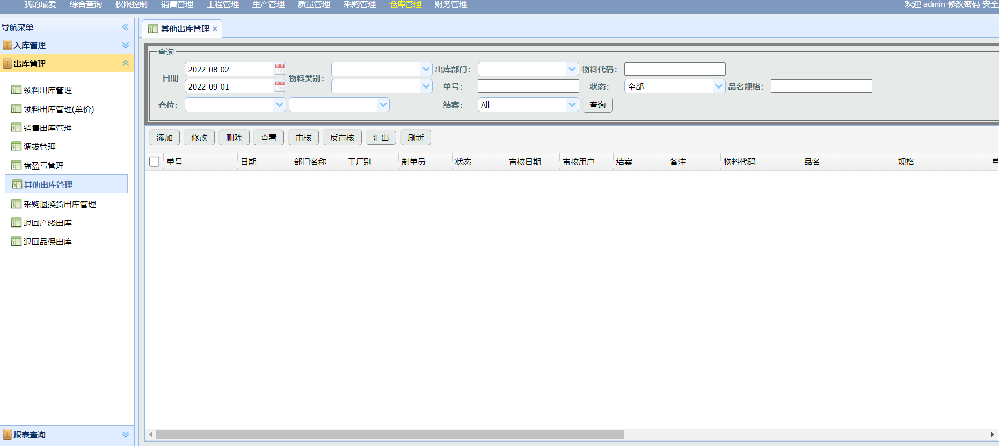 我的最爱 综合查询 权限控制 销售管理 工程管理 生产管理 质量管理 采购管理 仓库管理 财务管理 欢迎 admin 修改密码 安全
导航菜单
入库管理
出库管理
领料出库管理
领料出库管理(单价)
销售出库管理
调拔管理
盘盈亏管理
其他出库管理
采购退换货出库管理
退回产线出库
退回品保出库
报表查询
其他出库管理
查询
日期 2022-08-02 物料类别： 出库部门： 物料代码：
2022-09-01 单号： 状态： 全部 品名规格：
仓位： 结案： All 查询
添加 修改 删除 查看 审核 反审核 汇出 刷新
单号 日期 部门名称 工厂别 制单员 状态 审核日期 审核用户 结案 备注 物料代码 品名 规格 单